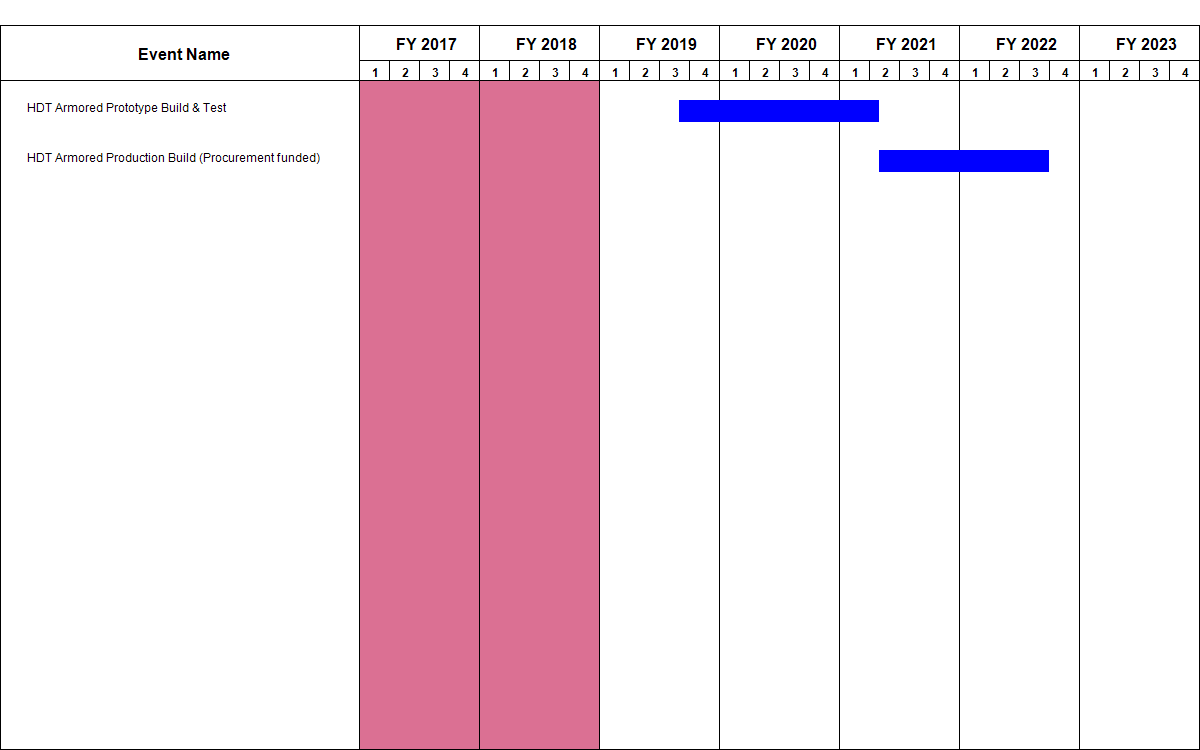 Event Name
FY 2017 FY 2018 FY 2019 FY 2020 FY 2021 FY 2022 FY 2023
1 2 3 4 1 2 3 4 1 2 3 4 1 2 3 4 1 2 3 4 1 2 3 4 1 2 3 4
HDT Armored Prototype Build & Test
HDT Armored Production Build (Procurement funded)